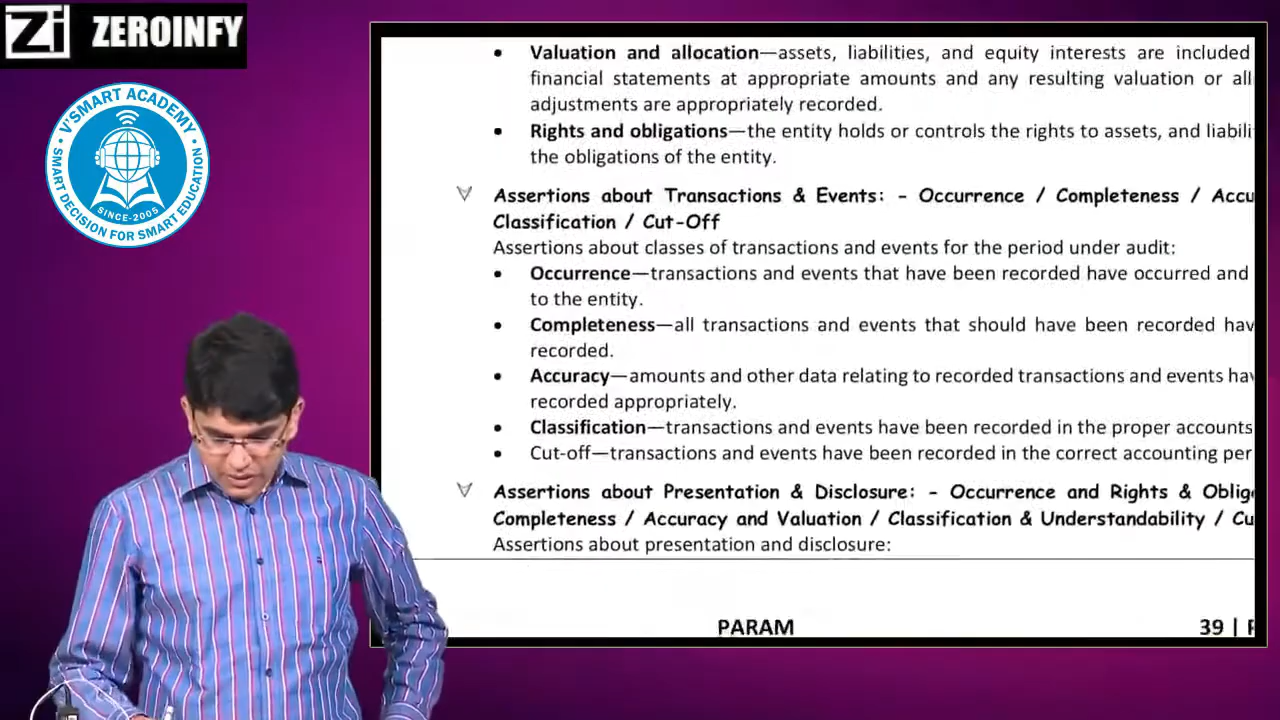 Zi ZEROINFY
V'SMART ACADEMY
SMART DECISION FOR SMART EDUCATION
SINCE-2005
• Valuation and allocation—assets, liabilities, and equity interests are included
financial statements at appropriate amounts and any resulting valuation or all
adjustments are appropriately recorded.
• Rights and obligations—the entity holds or controls the rights to assets, and liabili
the obligations of the entity.
Assertions about Transactions & Events: - Occurrence / Completeness / Accu
Classification / Cut-Off
Assertions about classes of transactions and events for the period under audit:
• Occurrence—transactions and events that have been recorded have occurred and
to the entity.
• Completeness—all transactions and events that should have been recorded hav
recorded.
• Accuracy—amounts and other data relating to recorded transactions and events hav
recorded appropriately.
• Classification—transactions and events have been recorded in the proper accounts
• Cut-off—transactions and events have been recorded in the correct accounting per
Assertions about Presentation & Disclosure: - Occurrence and Rights & Oblig
Completeness / Accuracy and Valuation / Classification & Understandability / Cu
Assertions about presentation and disclosure:
PARAM
39 | P